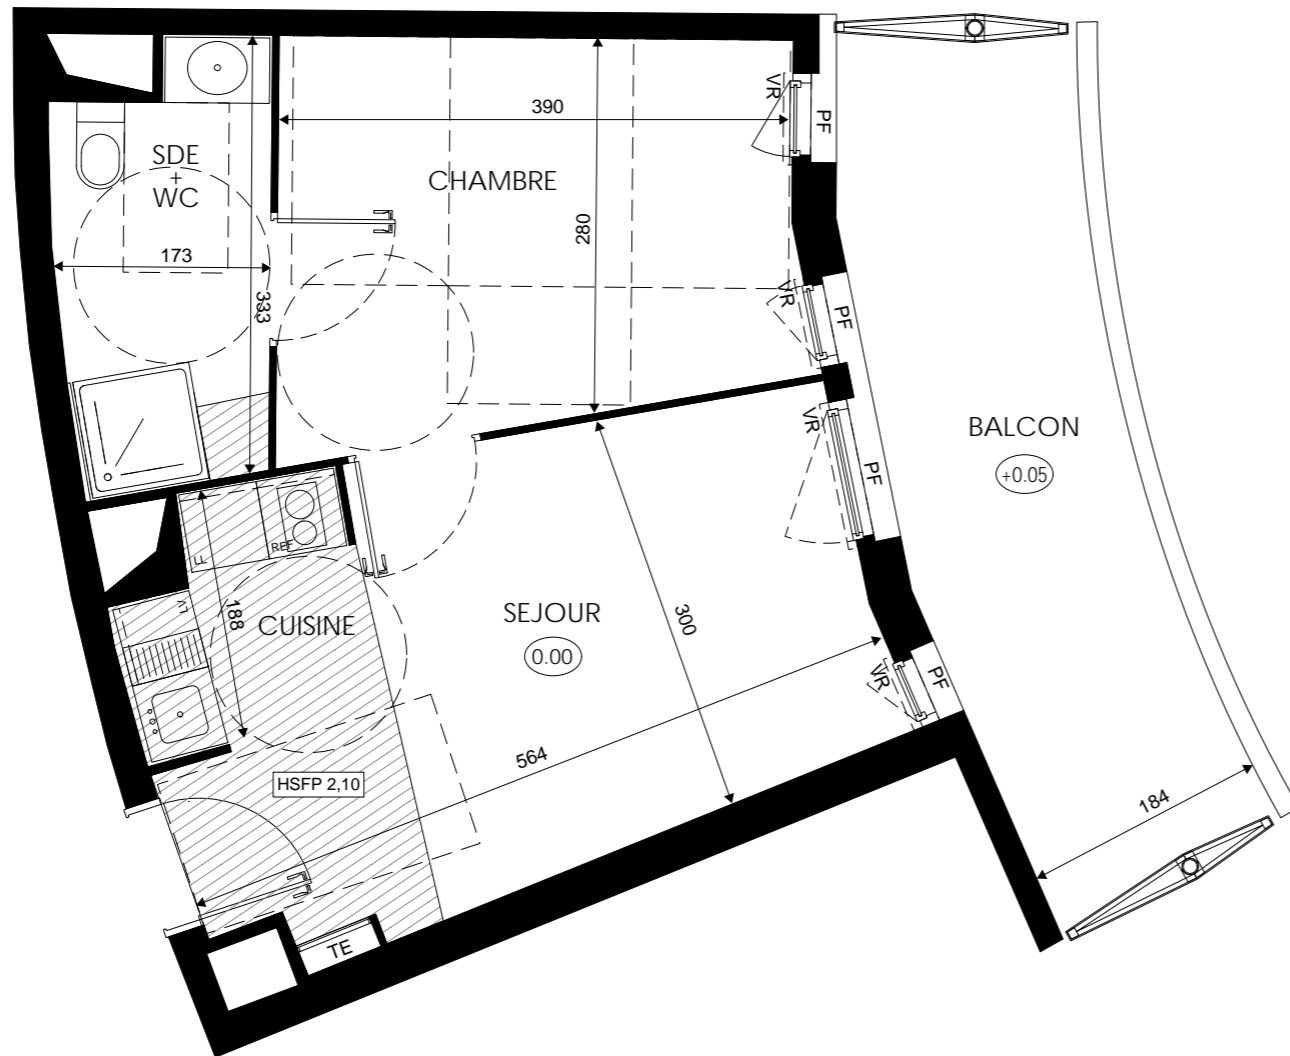 SDE
+
WC
173
333
390
CHAMBRE
280
VR
PF
VR
PF
VR
PF
BALCON
+0.05
LL
REF
LV
188
CUISINE
SEJOUR
0.00
300
VR
PF
564
HSFP 2,10
184
TE